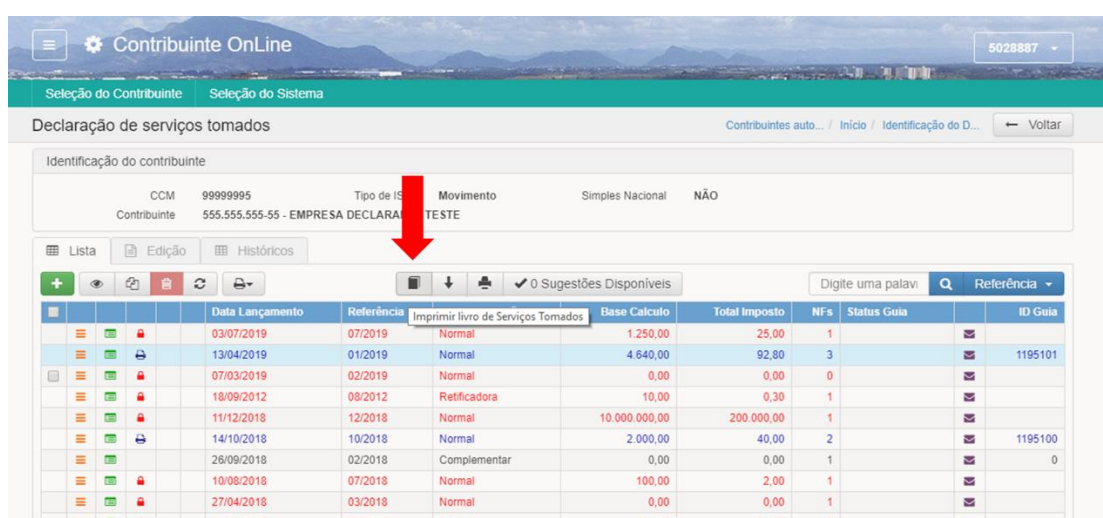 Contribuinte OnLine
5028887
Seleção do Contribuinte Seleção do Sistema
Declaração de serviços tomados
Contribuintes auto... / Início / Identificação do D... Voltar
Identificação do contribuinte
CCM 99999995 Tipo de IS Movimento Simples Nacional NÃO
Contribuinte 555.555.555-55 - EMPRESA DECLARA TESTE
Lista Edição Históricos
0 Sugestões Disponíveis Digite uma palav Referência
Data Lançamento Referência Base Calculo Total Imposto NFs Status Guia ID Guia
Imprimir livro de Serviços Tomados
03/07/2019 07/2019 Normal 1.250,00 25,00 1
13/04/2019 01/2019 Normal 4.640,00 92,80 3 1195101
07/03/2019 02/2019 Normal 0,00 0,00 0
18/09/2012 08/2012 Retificadora 10,00 0,30 1
11/12/2018 12/2018 Normal 10.000.000,00 200.000,00 1
14/10/2018 10/2018 Normal 2.000,00 40,00 2 1195100
26/09/2018 02/2018 Complementar 0,00 0,00 1 0
10/08/2018 07/2018 Normal 100,00 2,00 1
27/04/2018 03/2018 Normal 0,00 0,00 1